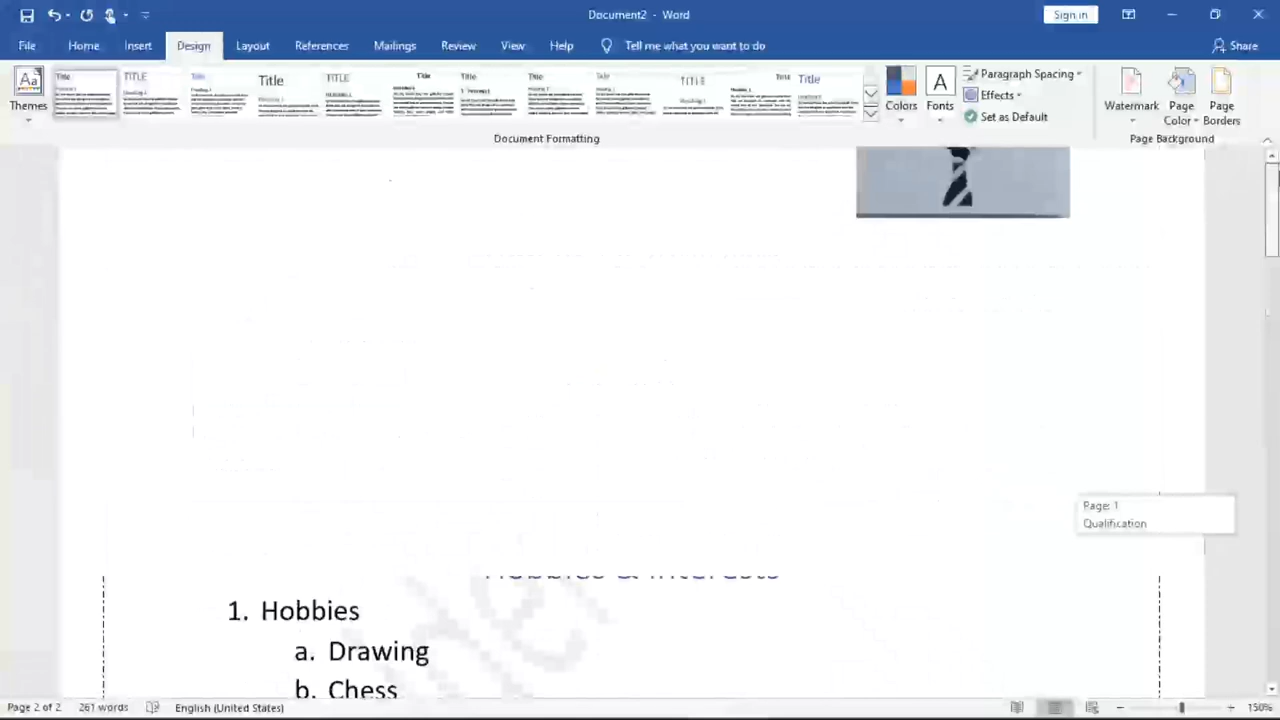 Document2 - Word
Sign in
File Home Insert Design Layout References Mailings Review View Help Tell me what you want to do Share
Themes
Title
TITLE
Title
Title
TITLE
Title
Title
Title
Title
TITLE
Title
Title
Colors
Fonts
Paragraph Spacing
Effects
Set as Default
Watermark
Page Color
Page Borders
Document Formatting
Page Background
Page: 1
Qualification
Hobbies & Interests
1. Hobbies
a. Drawing
b. Chess
Page 2 of 2 261 words English (United States) 150%